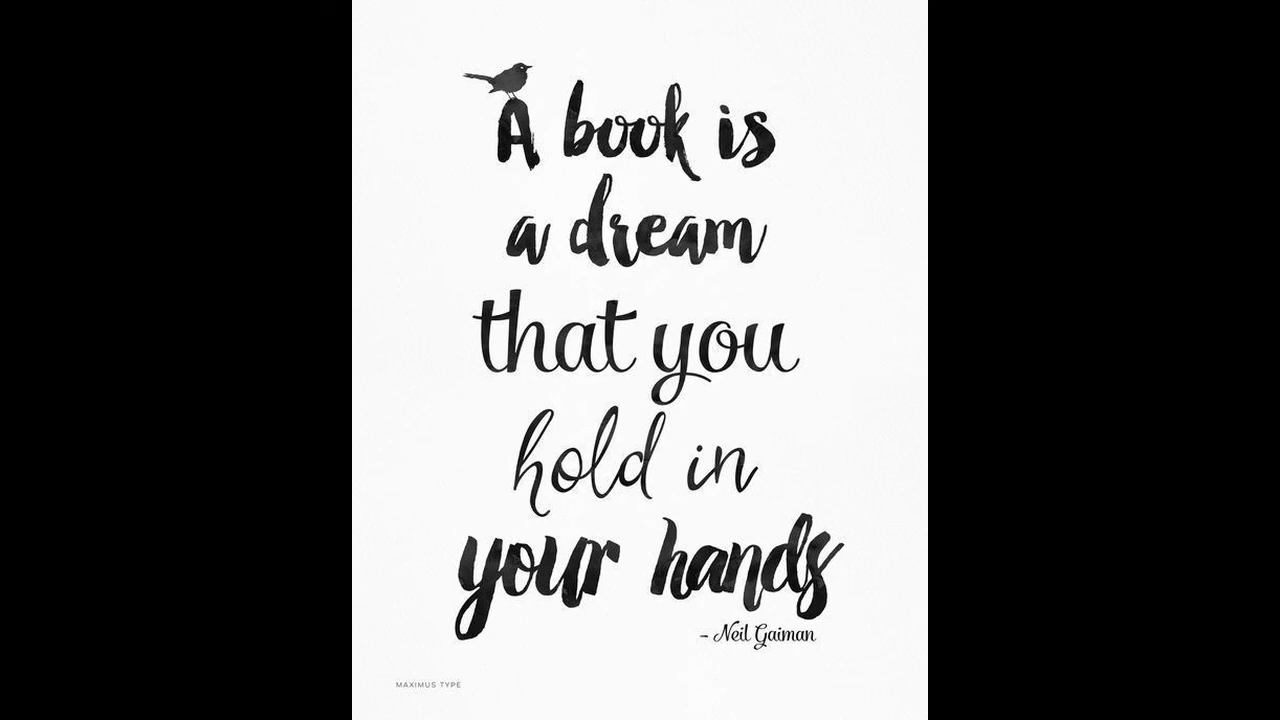 A book is
a dream
that you
hold in
your hands
– Neil Gaiman
MAXIMUS TYPE